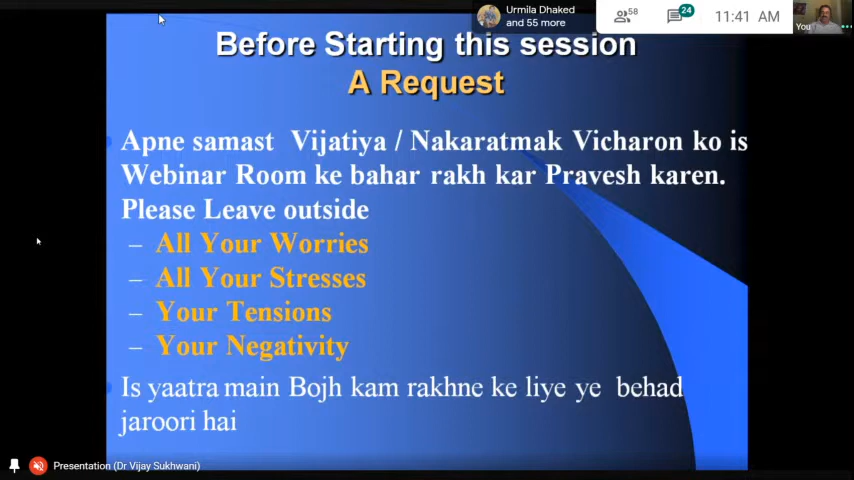 Urmila Dhaked
and 55 more
58
24
11:41 AM
You
Before Starting this session
A Request
Apne samast Vijatiya / Nakaratmak Vicharon ko is
Webinar Room ke bahar rakh kar Pravesh karen.
Please Leave outside
– All Your Worries
– All Your Stresses
– Your Tensions
– Your Negativity
Is yaatra main Bojh kam rakhne ke liye ye behad
jaroori hai
Presentation (Dr Vijay Sukhwani)